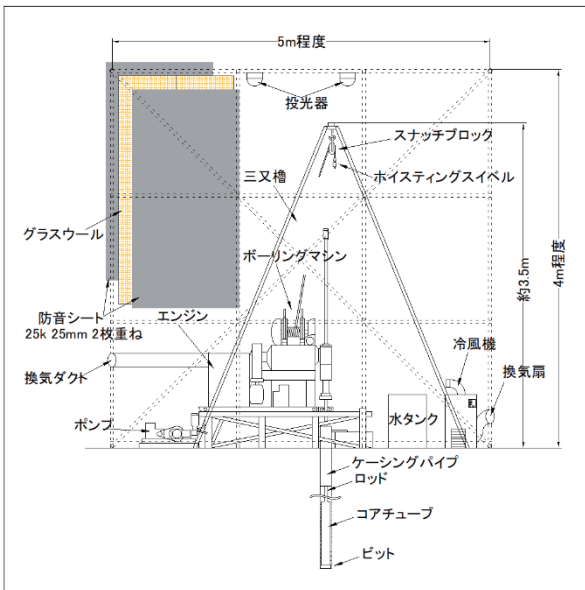 5m程度
投光器
スナッチブロック
三又櫓
ホイスティングスイベル
グラスウール
ボーリングマシン
約3.5m
4m程度
防音シート
25k 25mm 2枚重ね
エンジン
冷風機
換気扇
換気ダクト
ポンプ
水タンク
ケーシングパイプ
ロッド
コアチューブ
ビット